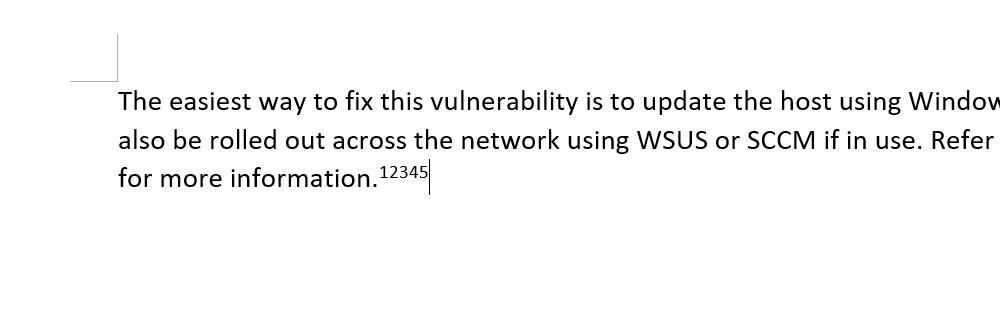 The easiest way to fix this vulnerability is to update the host using Window
also be rolled out across the network using WSUS or SCCM if in use. Refer
for more information.¹²³⁴⁵